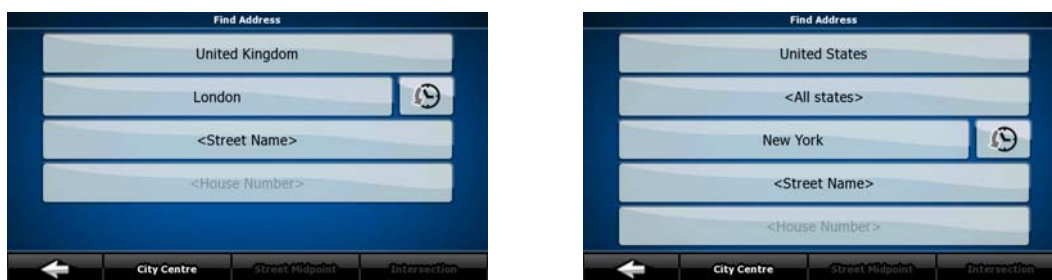 Find Address
United Kingdom
London
<Street Name>
<House Number>
City Centre Street Midpoint Intersection
Find Address
United States
<All states>
New York
<Street Name>
<House Number>
City Centre Street Midpoint Intersection